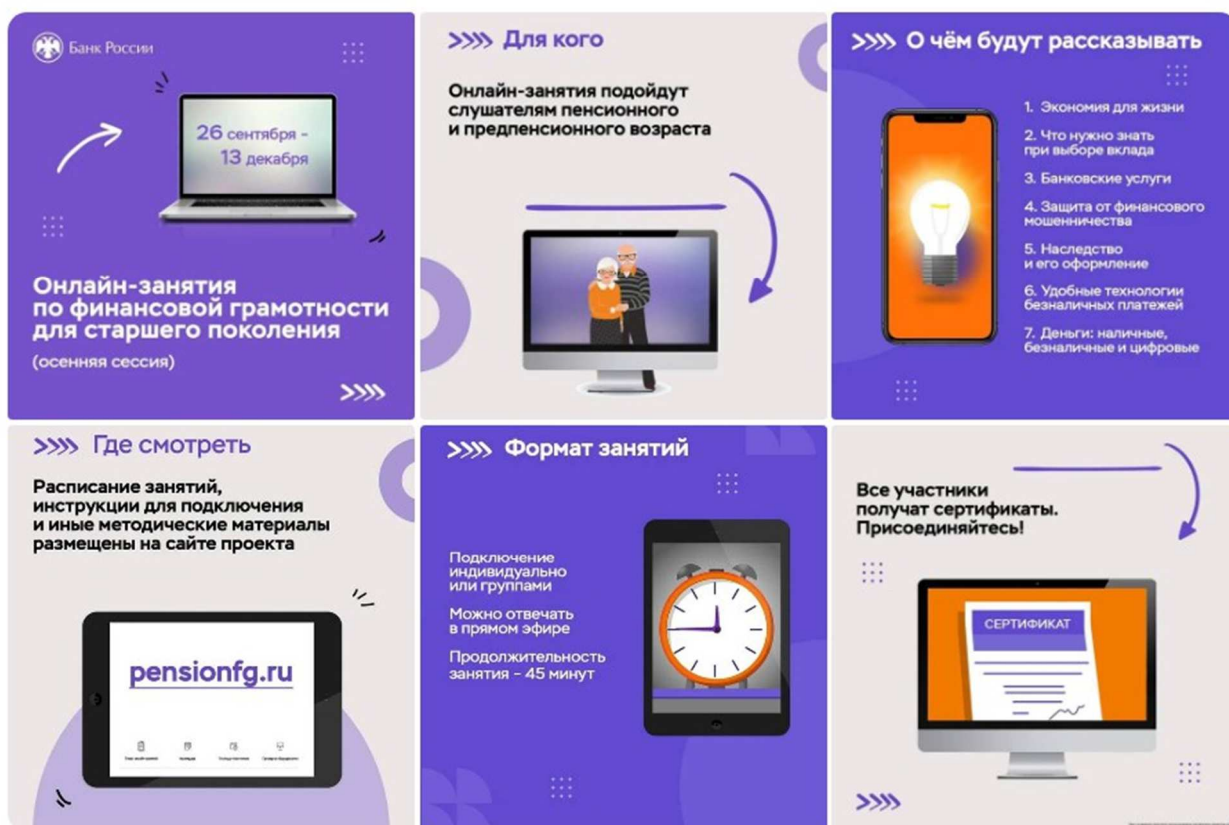 Банк России
26 сентября -
13 декабря
Онлайн-занятия
по финансовой грамотности
для старшего поколения
(осенняя сессия)
Для кого
Онлайн-занятия подойдут
слушателям пенсионного
и предпенсионного возраста
О чём будут рассказывать
1. Экономия для жизни
2. Что нужно знать
при выборе вклада
3. Банковские услуги
4. Защита от финансового
мошенничества
5. Наследство
и его оформление
6. Удобные технологии
безналичных платежей
7. Деньги: наличные,
безналичные и цифровые
Где смотреть
Расписание занятий,
инструкции для подключения
и иные методические материалы
размещены на сайте проекта
pensionfg.ru
Формат занятий
Подключение
индивидуально
или группами
Можно отвечать
в прямом эфире
Продолжительность
занятия – 45 минут
Все участники
получат сертификаты.
Присоединяйтесь!
СЕРТИФИКАТ